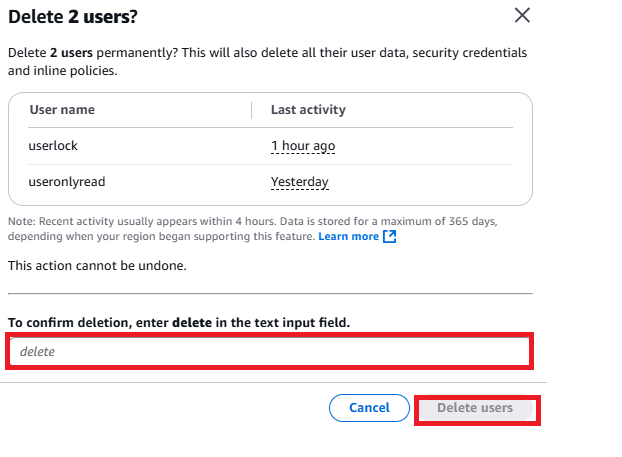 Delete 2 users?
Delete 2 users permanently? This will also delete all their user data, security credentials
and inline policies.
User name Last activity
userlock 1 hour ago
useronlyread Yesterday
Note: Recent activity usually appears within 4 hours. Data is stored for a maximum of 365 days,
depending when your region began supporting this feature. Learn more
This action cannot be undone.
To confirm deletion, enter delete in the text input field.
delete
Cancel Delete users